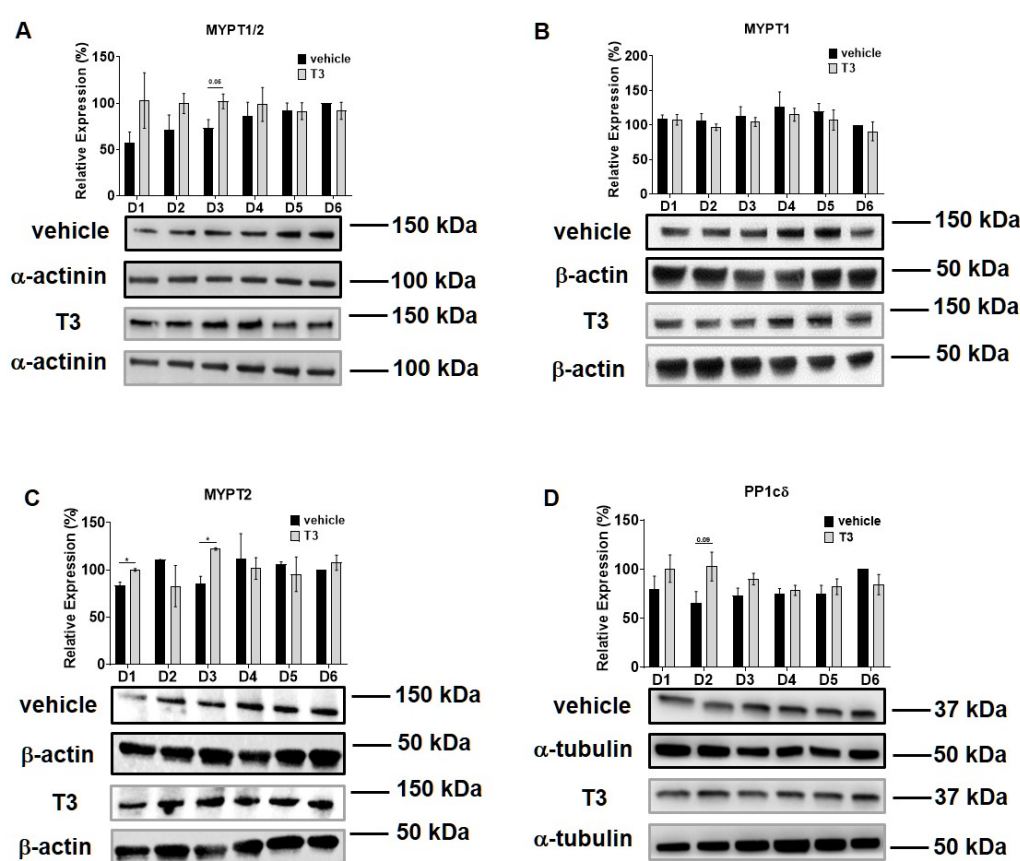 A
MYPT1/2
Relative Expression (%)
150
100
50
0
vehicle
T3
0.05
D1 D2 D3 D4 D5 D6
vehicle 150 kDa
α-actinin 100 kDa
T3 150 kDa
α-actinin 100 kDa
B
MYPT1
Relative Expression (%)
200
150
100
50
0
vehicle
T3
D1 D2 D3 D4 D5 D6
vehicle 150 kDa
β-actin 50 kDa
T3 150 kDa
β-actin 50 kDa
C
MYPT2
Relative Expression (%)
150
100
50
0
vehicle
T3
* *
D1 D2 D3 D4 D5 D6
vehicle 150 kDa
β-actin 50 kDa
T3 150 kDa
β-actin 50 kDa
D
PP1cδ
Relative Expression (%)
150
100
50
0
vehicle
T3
0.09
D1 D2 D3 D4 D5 D6
vehicle 37 kDa
α-tubulin 50 kDa
T3 37 kDa
α-tubulin 50 kDa